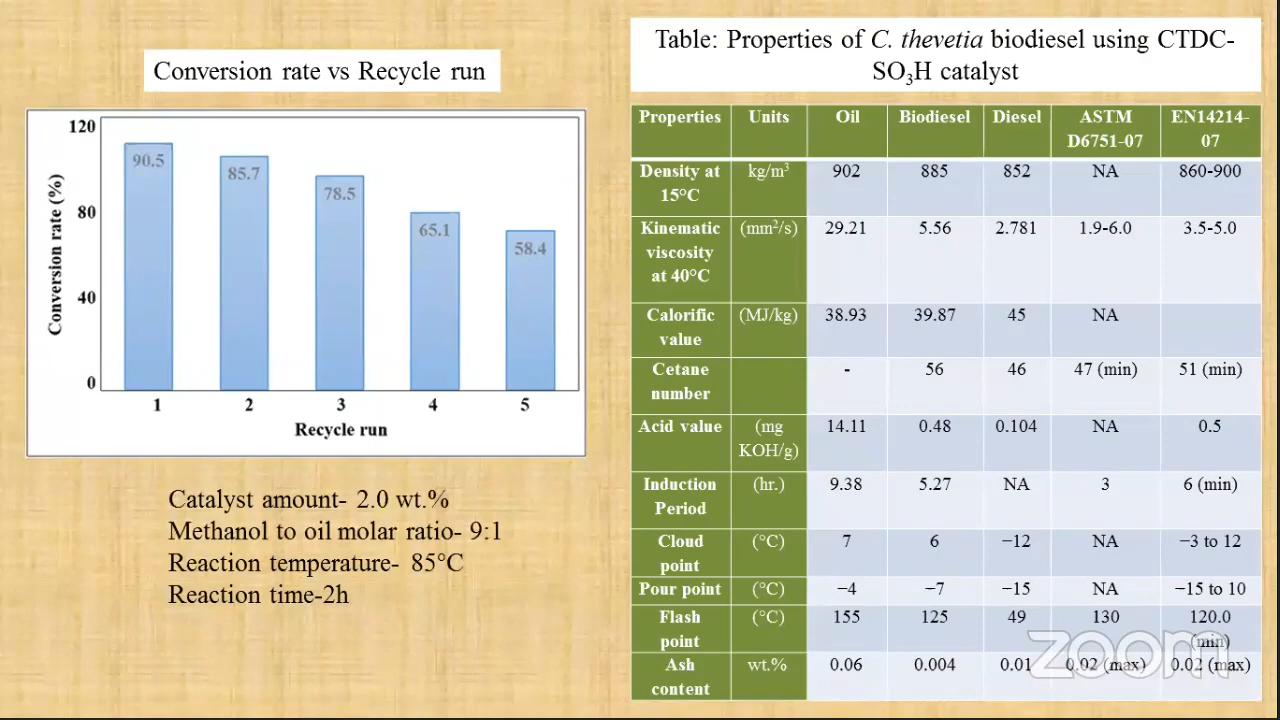 Conversion rate vs Recycle run
120
80
40
0
Conversion rate (%)
90.5
85.7
78.5
65.1
58.4
1 2 3 4 5
Recycle run
Catalyst amount- 2.0 wt.%
Methanol to oil molar ratio- 9:1
Reaction temperature- 85°C
Reaction time-2h
Table: Properties of C. thevetia biodiesel using CTDC-
SO₃H catalyst
Properties Units Oil Biodiesel Diesel ASTM D6751-07 EN14214-07
Density at 15°C kg/m³ 902 885 852 NA 860-900
Kinematic viscosity at 40°C (mm²/s) 29.21 5.56 2.781 1.9-6.0 3.5-5.0
Calorific value (MJ/kg) 38.93 39.87 45 NA
Cetane number - 56 46 47 (min) 51 (min)
Acid value (mg KOH/g) 14.11 0.48 0.104 NA 0.5
Induction Period (hr.) 9.38 5.27 NA 3 6 (min)
Cloud point (°C) 7 6 −12 NA −3 to 12
Pour point (°C) −4 −7 −15 NA −15 to 10
Flash point (°C) 155 125 49 130 120.0 (min)
Ash content wt.% 0.06 0.004 0.01 0.02 (max) 0.02 (max)
zoom